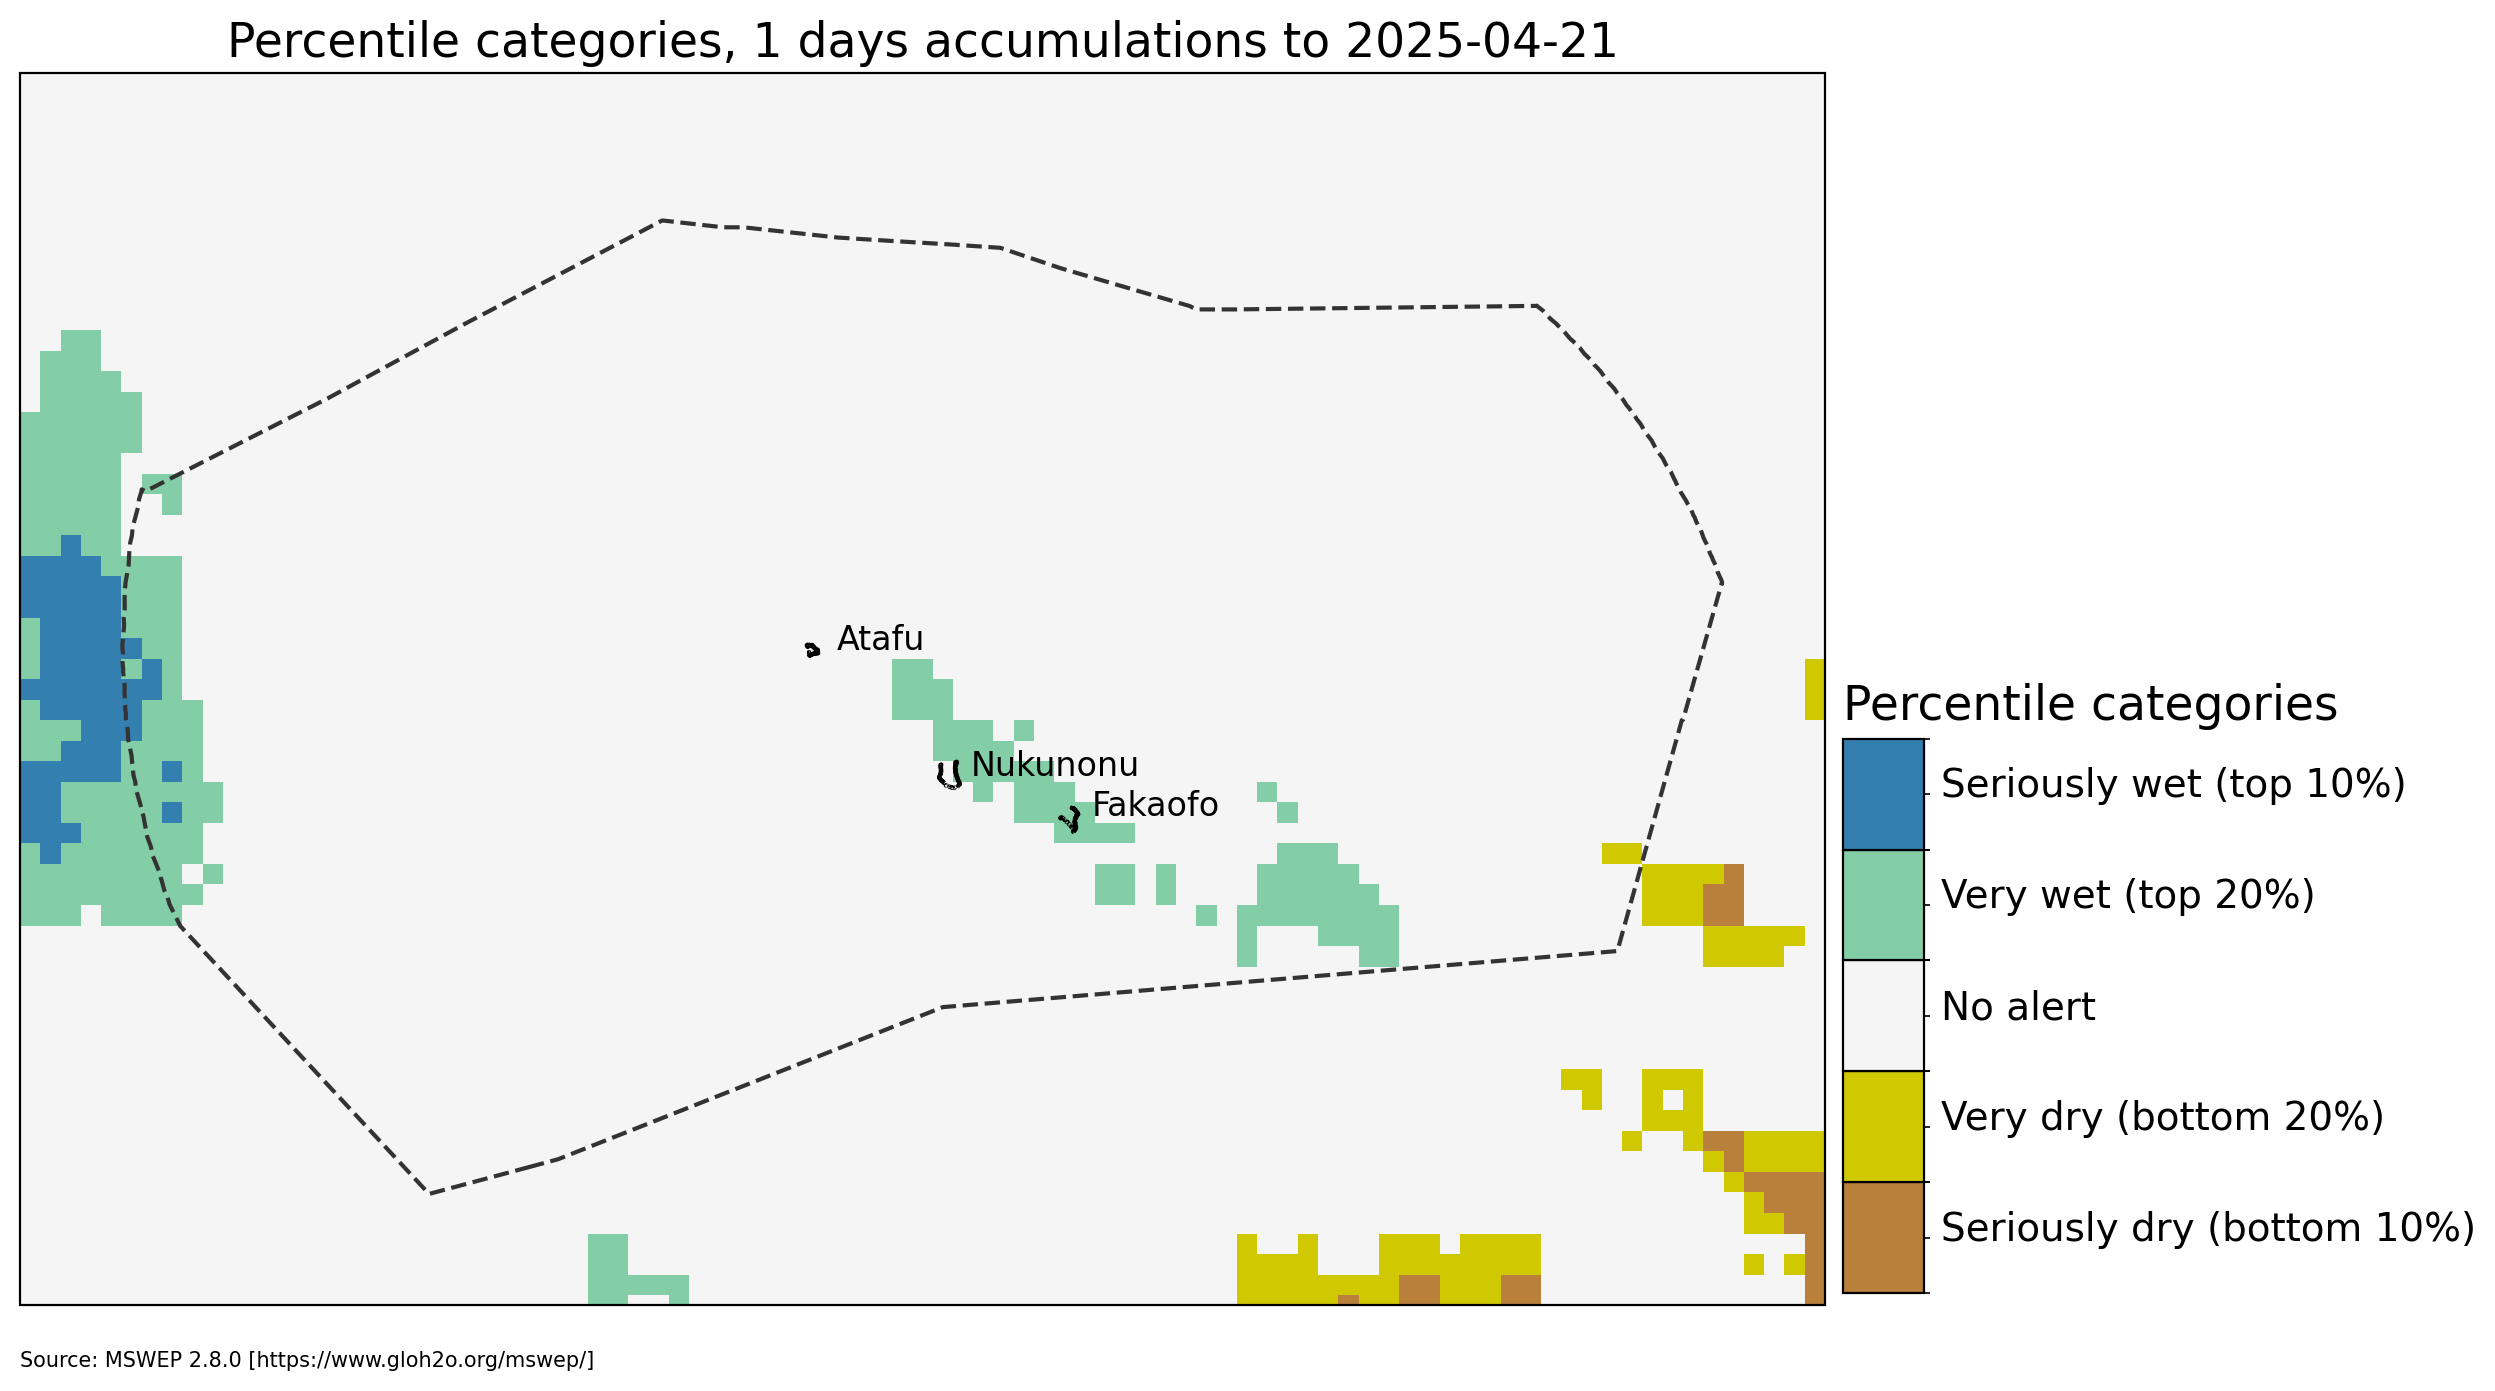 Percentile categories, 1 days accumulations to 2025-04-21
Atafu
Nukunonu
Fakaofo
Percentile categories
Seriously wet (top 10%)
Very wet (top 20%)
No alert
Very dry (bottom 20%)
Seriously dry (bottom 10%)
Source: MSWEP 2.8.0 [https://www.gloh2o.org/mswep/]